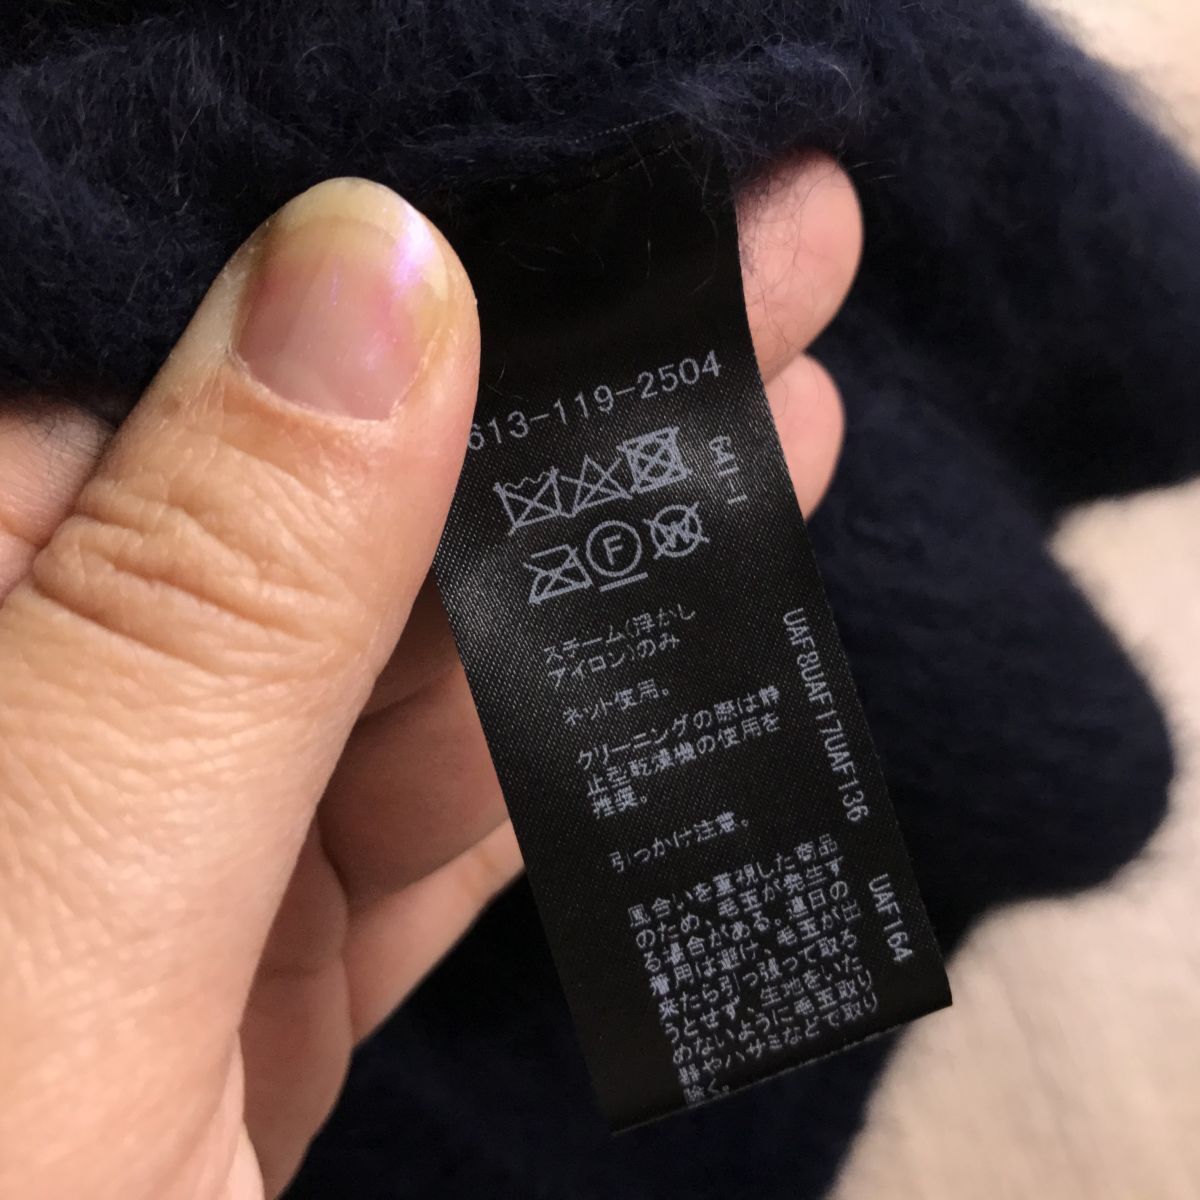 613-119-2504
F
W
スチーム(浮かし
アイロン)のみ
ネット使用。
クリーニングの際は静
止型乾燥機の使用を
推奨。
引っかけ注意。
風合いを重視した商品
のため、毛玉が発生す
る場合がある。連日の
着用は避け、毛玉が出
来たら引っ張って取ろ
うとせず、生地をいた
めないように毛玉取り
器やハサミなどで取り
除く。
UAF8UAF17UAF136
UAF164